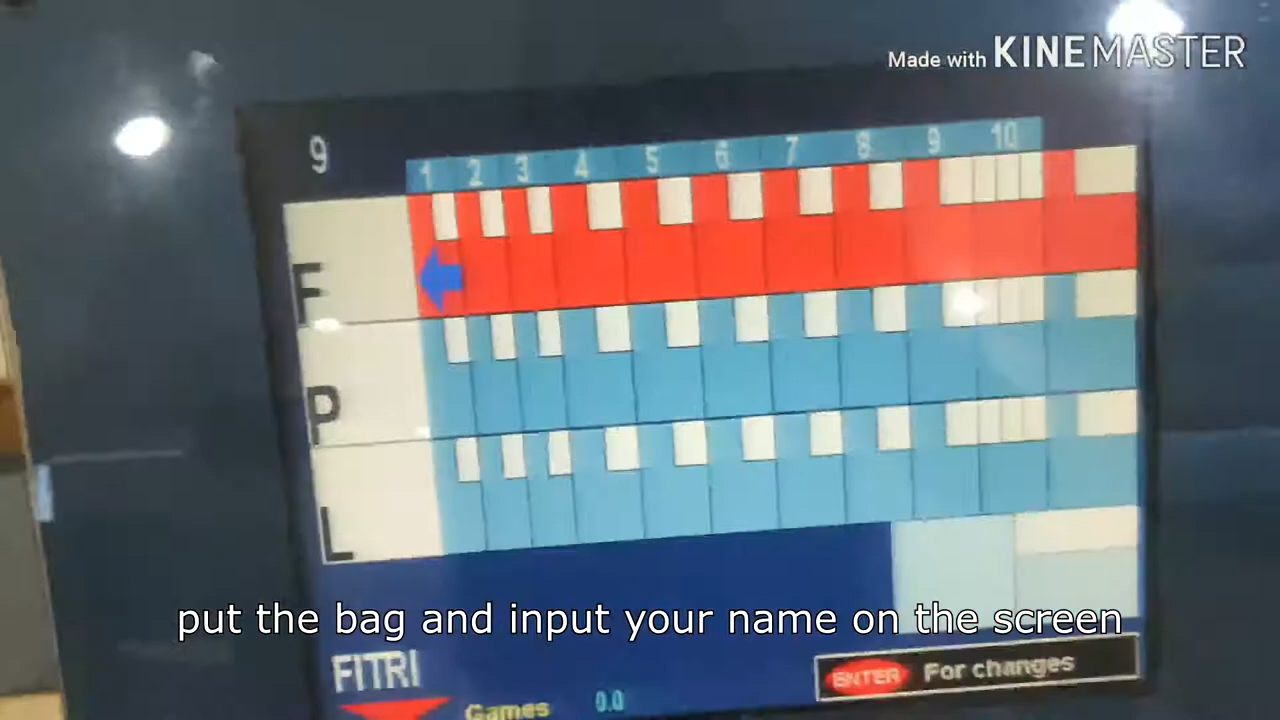 Made with KINEMASTER
9
1 2 3 4 5 6 7 8 9 10
F
P
L
put the bag and input your name on the screen
FITRI
ENTER For changes
Games 0.0